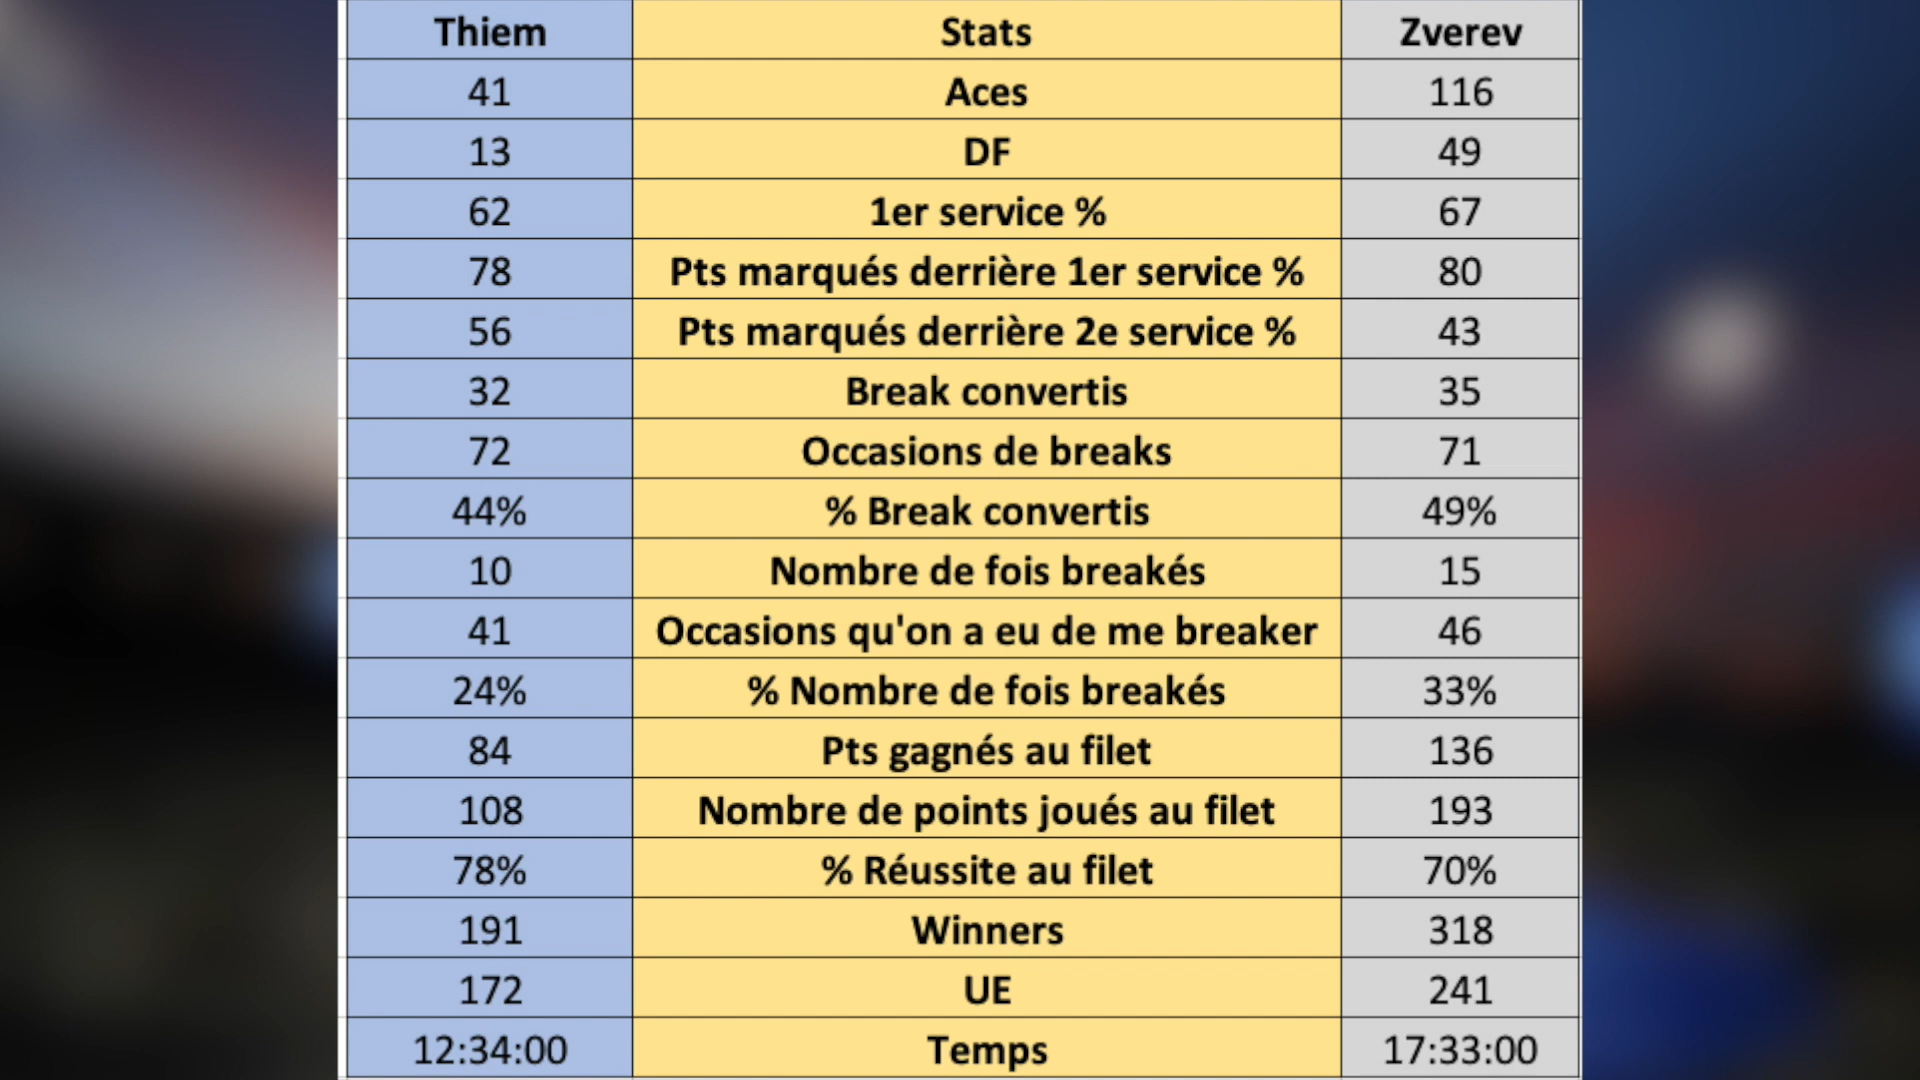 Thiem Stats Zverev
41 Aces 116
13 DF 49
62 1er service % 67
78 Pts marqués derrière 1er service % 80
56 Pts marqués derrière 2e service % 43
32 Break convertis 35
72 Occasions de breaks 71
44% % Break convertis 49%
10 Nombre de fois breakés 15
41 Occasions qu'on a eu de me breaker 46
24% % Nombre de fois breakés 33%
84 Pts gagnés au filet 136
108 Nombre de points joués au filet 193
78% % Réussite au filet 70%
191 Winners 318
172 UE 241
12:34:00 Temps 17:33:00